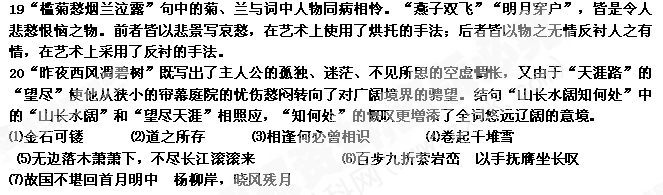 19“槛菊愁烟兰泣露”句中的菊、兰与词中人物同病相怜。“燕子双飞”“明月穿户”，皆是令人
悲愁恨恼之物。前者皆以悲景写哀愁，在艺术上使用了烘托的手法；后者皆以物之无情反衬人之有
情，在艺术上采用了反衬的手法。
20“昨夜西风凋碧树”既写出了主人公的孤独、迷茫、不见所思的空虚惆怅，又由于“天涯路”的
“望尽”使他从狭小的帘幕庭院的忧伤愁闷转向了对广阔境界的骋望。结句“山长水阔知何处”中
的“山长水阔”和“望尽天涯”相照应，“知何处”的慨叹更增添了全词悠远辽阔的意境。
⑴金石可镂 ⑵道之所存 ⑶相逢何必曾相识 ⑷卷起千堆雪
⑸无边落木萧萧下，不尽长江滚滚来 ⑹百步九折萦岩峦 以手抚膺坐长叹
⑺故国不堪回首月明中 杨柳岸，晓风残月